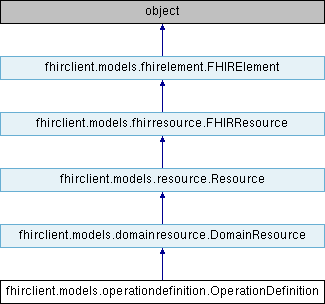 object
fhirclient.models.fhirelement.FHIRElement
fhirclient.models.fhirresource.FHIRResource
fhirclient.models.resource.Resource
fhirclient.models.domainresource.DomainResource
fhirclient.models.operationdefinition.OperationDefinition